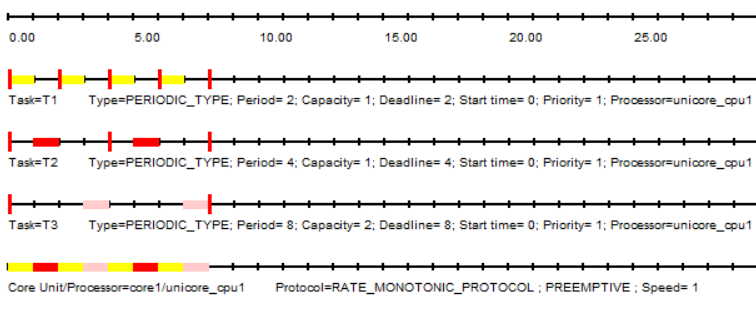 0.00 5.00 10.00 15.00 20.00 25.00
Task=T1 Type=PERIODIC_TYPE; Period= 2; Capacity= 1; Deadline= 2; Start time= 0; Priority= 1; Processor=unicore_cpu1
Task=T2 Type=PERIODIC_TYPE; Period= 4; Capacity= 1; Deadline= 4; Start time= 0; Priority= 1; Processor=unicore_cpu1
Task=T3 Type=PERIODIC_TYPE; Period= 8; Capacity= 2; Deadline= 8; Start time= 0; Priority= 1; Processor=unicore_cpu1
Core Unit/Processor=core1/unicore_cpu1 Protocol=RATE_MONOTONIC_PROTOCOL ; PREEMPTIVE ; Speed= 1